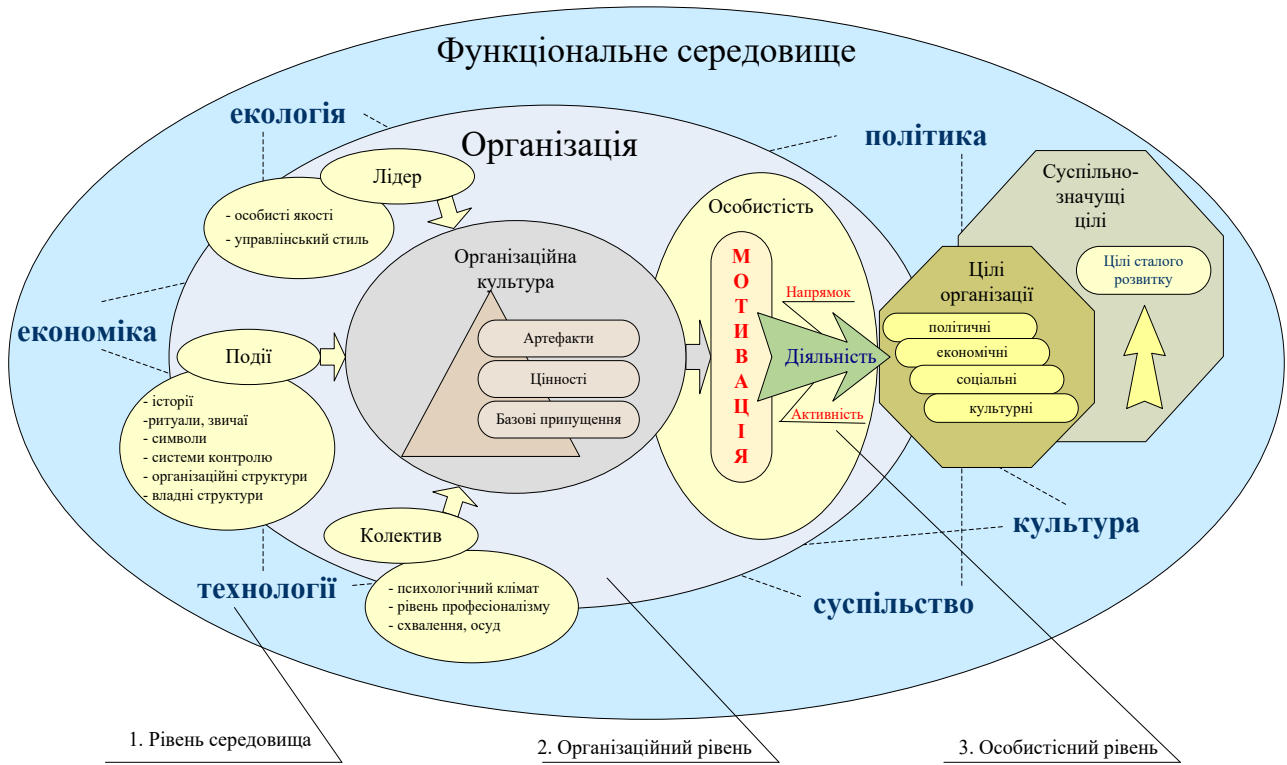 Функціональне середовище
екологія
політика
Організація
Лідер
- особисті якості
- управлінський стиль
Особистість
Суспільно-
значущі
цілі
Організаційна
культура
Цілі
організації
Цілі сталого
розвитку
МОТИВАЦІЯ
Напрямок
економіка
Події
Артефакти
Цінності
Базові припущення
Діяльність
Активність
політичні
економічні
соціальні
культурні
- історії
-ритуали, звичаї
- символи
- системи контролю
- організаційні структури
- владні структури
Колектив
- психологічний клімат
- рівень професіоналізму
- схвалення, осуд
технології
культура
суспільство
1. Рівень середовища
2. Організаційний рівень
3. Особистісний рівень